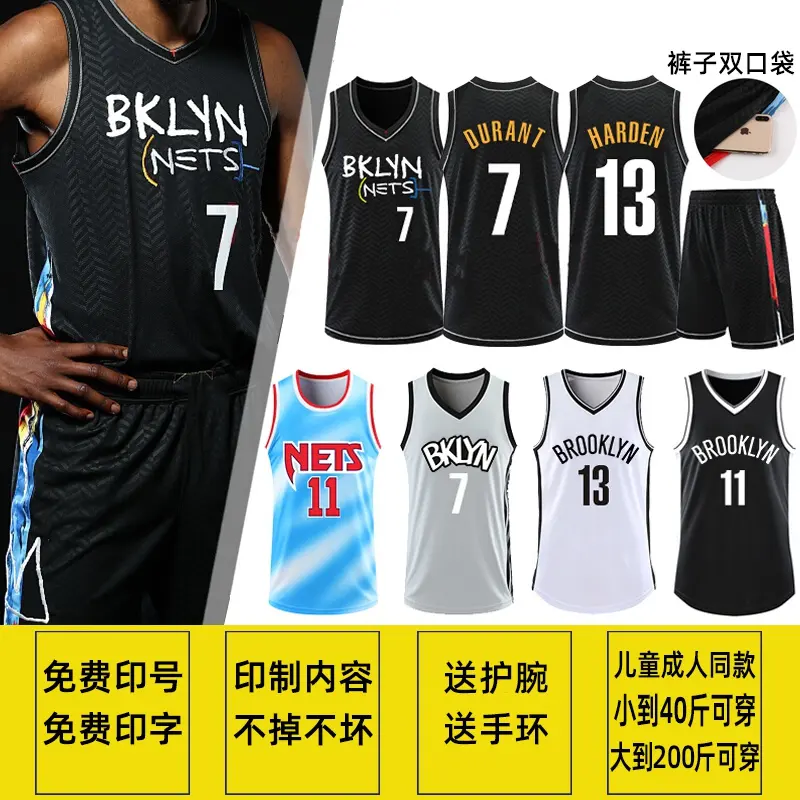 裤子双口袋
BKLYN
(NETS)
7
BKLYN
(NETS)
7
DURANT
7
HARDEN
13
NETS
11
BKLYN
7
BROOKLYN
13
BROOKLYN
11
免费印号
免费印字
印制内容
不掉不坏
送护腕
送手环
儿童成人同款
小到40斤可穿
大到200斤可穿